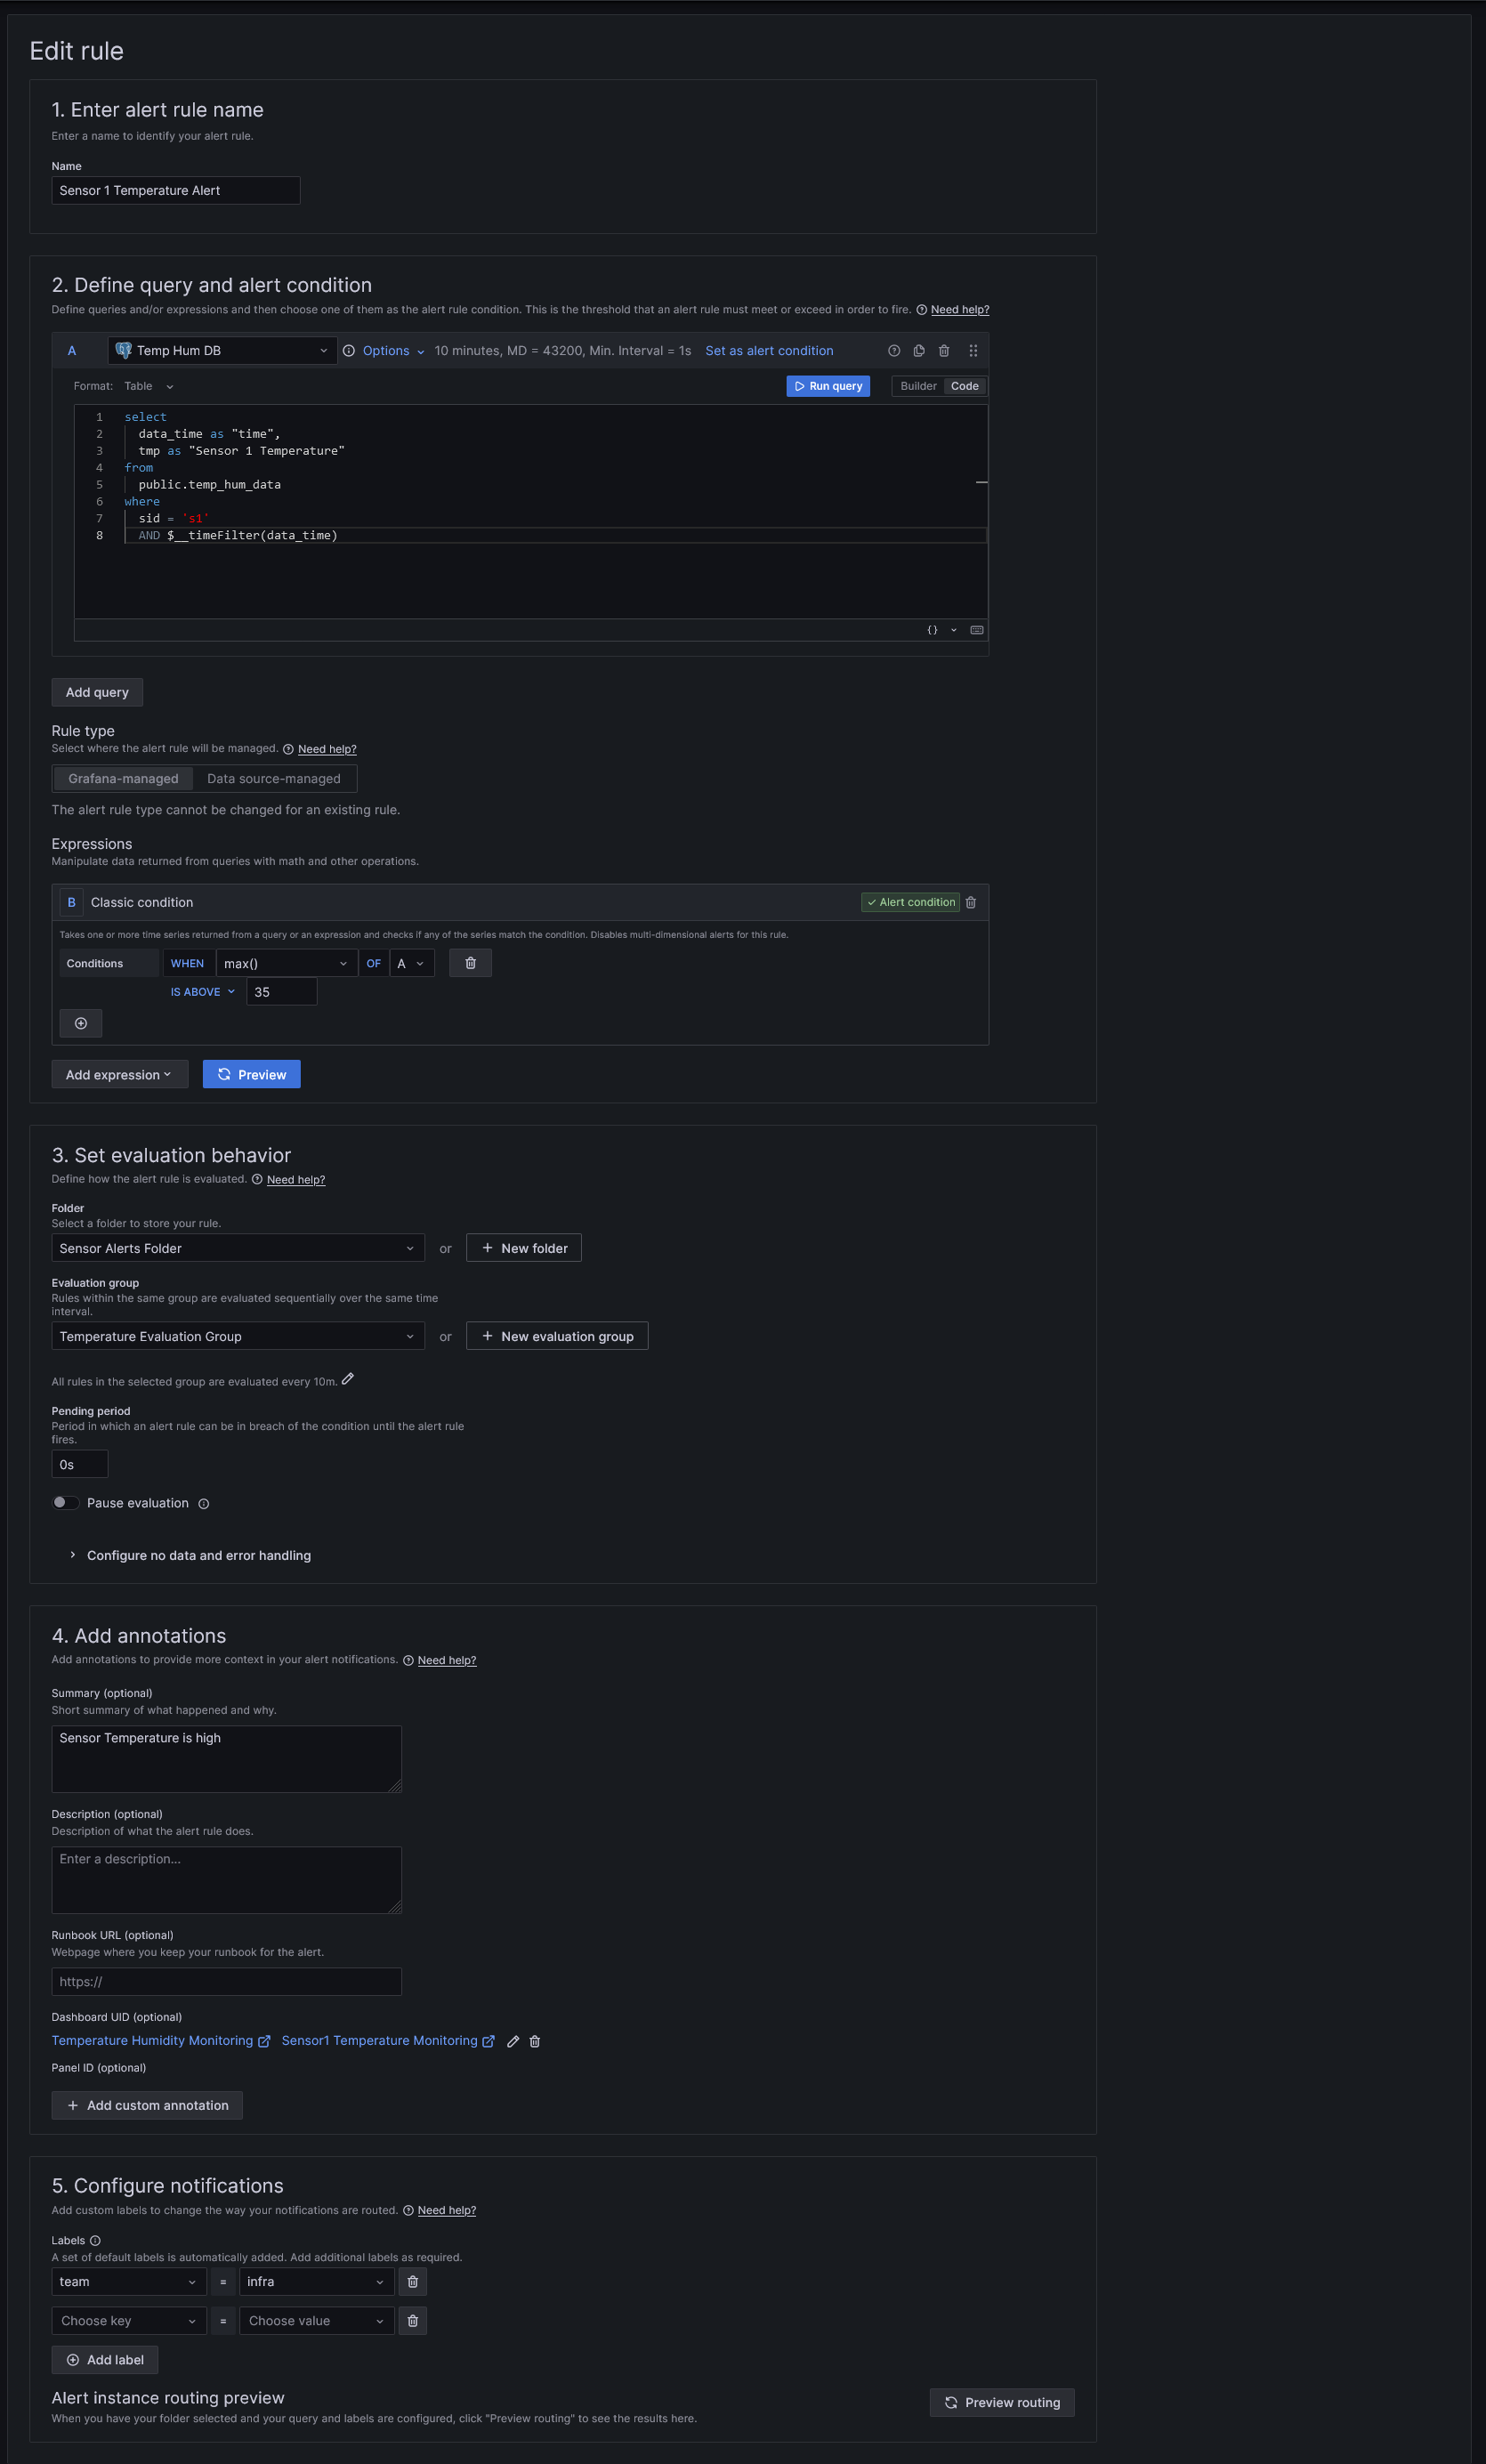 Edit rule
1. Enter alert rule name
Enter a name to identify your alert rule.
Name
Sensor 1 Temperature Alert
2. Define query and alert condition
Define queries and/or expressions and then choose one of them as the alert rule condition. This is the threshold that an alert rule must meet or exceed in order to fire. Need help?
A Temp Hum DB Options 10 minutes, MD = 43200, Min. Interval = 1s Set as alert condition
Format: Table Run query Builder Code
1 select
2 data_time as "time",
3 tmp as "Sensor 1 Temperature"
4 from
5 public.temp_hum_data
6 where
7 sid = 's1'
8 AND $__timeFilter(data_time)
{}
Add query
Rule type
Select where the alert rule will be managed. Need help?
Grafana-managed Data source-managed
The alert rule type cannot be changed for an existing rule.
Expressions
Manipulate data returned from queries with math and other operations.
B Classic condition Alert condition
Takes one or more time series returned from a query or an expression and checks if any of the series match the condition. Disables multi-dimensional alerts for this rule.
Conditions WHEN max() OF A
IS ABOVE 35
Add expression Preview
3. Set evaluation behavior
Define how the alert rule is evaluated. Need help?
Folder
Select a folder to store your rule.
Sensor Alerts Folder or + New folder
Evaluation group
Rules within the same group are evaluated sequentially over the same time
interval.
Temperature Evaluation Group or + New evaluation group
All rules in the selected group are evaluated every 10m.
Pending period
Period in which an alert rule can be in breach of the condition until the alert rule
fires.
0s
Pause evaluation
Configure no data and error handling
4. Add annotations
Add annotations to provide more context in your alert notifications. Need help?
Summary (optional)
Short summary of what happened and why.
Sensor Temperature is high
Description (optional)
Description of what the alert rule does.
Enter a description...
Runbook URL (optional)
Webpage where you keep your runbook for the alert.
https://
Dashboard UID (optional)
Temperature Humidity Monitoring Sensor1 Temperature Monitoring
Panel ID (optional)
+ Add custom annotation
5. Configure notifications
Add custom labels to change the way your notifications are routed. Need help?
Labels
A set of default labels is automatically added. Add additional labels as required.
team = infra
Choose key = Choose value
Add label
Alert instance routing preview
Preview routing
When you have your folder selected and your query and labels are configured, click "Preview routing" to see the results here.